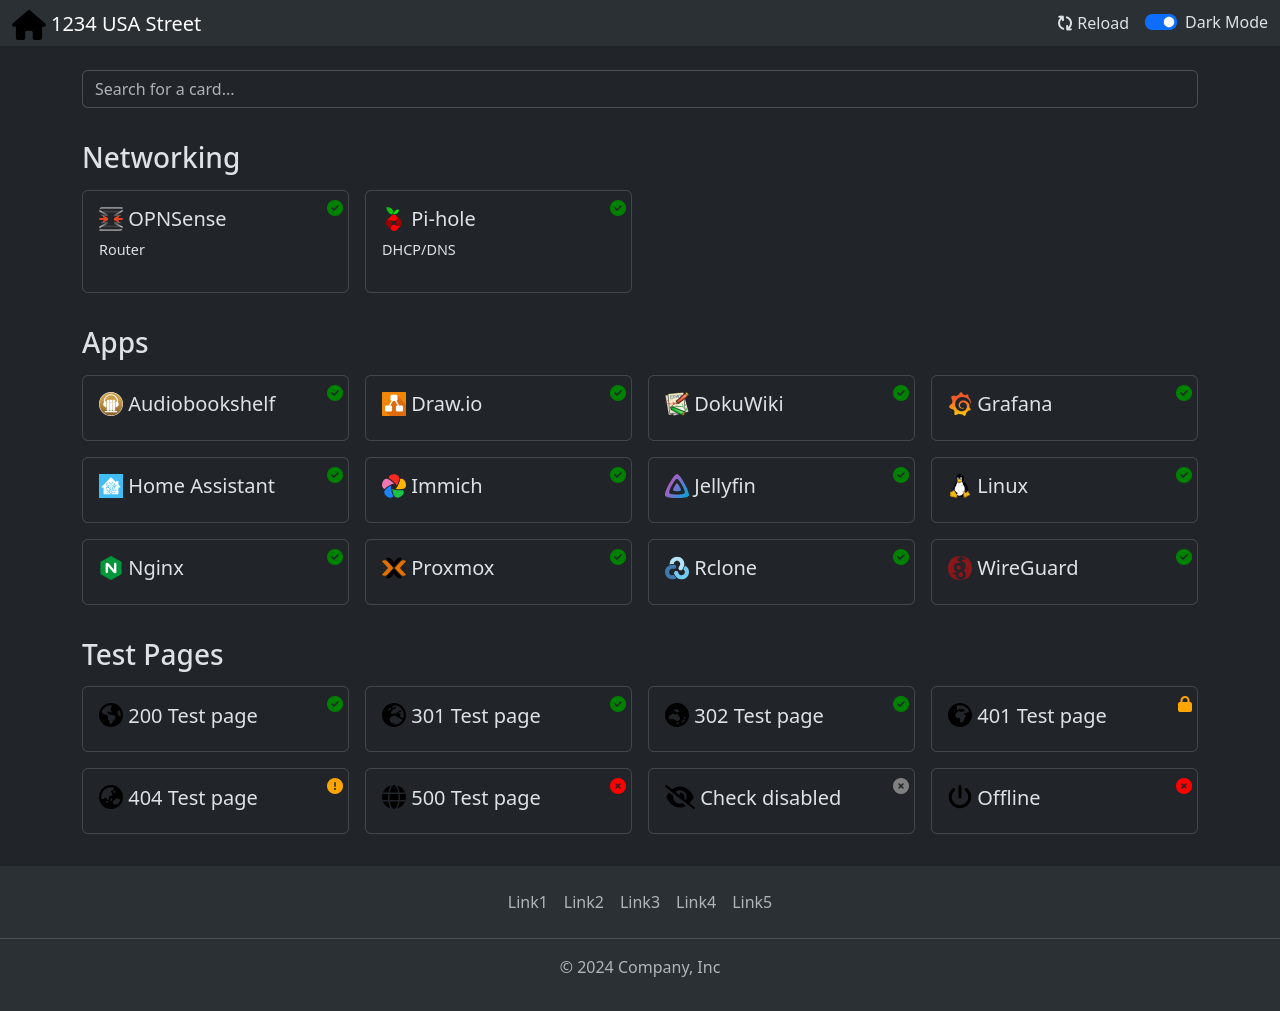 1234 USA Street
Reload
Dark Mode
Search for a card...
Networking
OPNSense
Router
Pi-hole
DHCP/DNS
Apps
Audiobookshelf
Draw.io
DokuWiki
Grafana
Home Assistant
Immich
Jellyfin
Linux
Nginx
Proxmox
Rclone
WireGuard
Test Pages
200 Test page
301 Test page
302 Test page
401 Test page
404 Test page
500 Test page
Check disabled
Offline
Link1 Link2 Link3 Link4 Link5
© 2024 Company, Inc